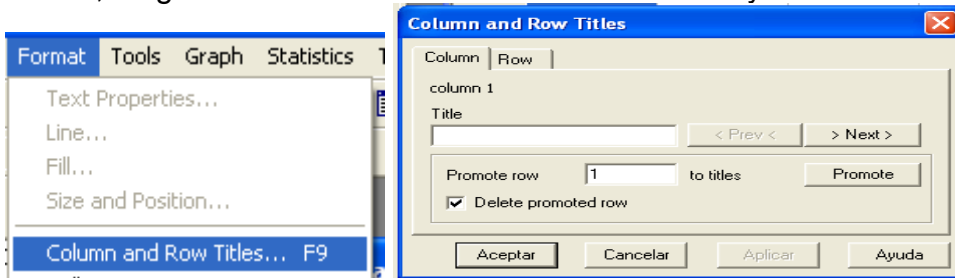 Format Tools Graph Statistics
Text Properties...
Line...
Fill...
Size and Position...
Column and Row Titles... F9
Column and Row Titles
Column Row
column 1
Title
< Prev < > Next >
Promote row 1 to titles Promote
Delete promoted row
Aceptar Cancelar Aplicar Ayuda